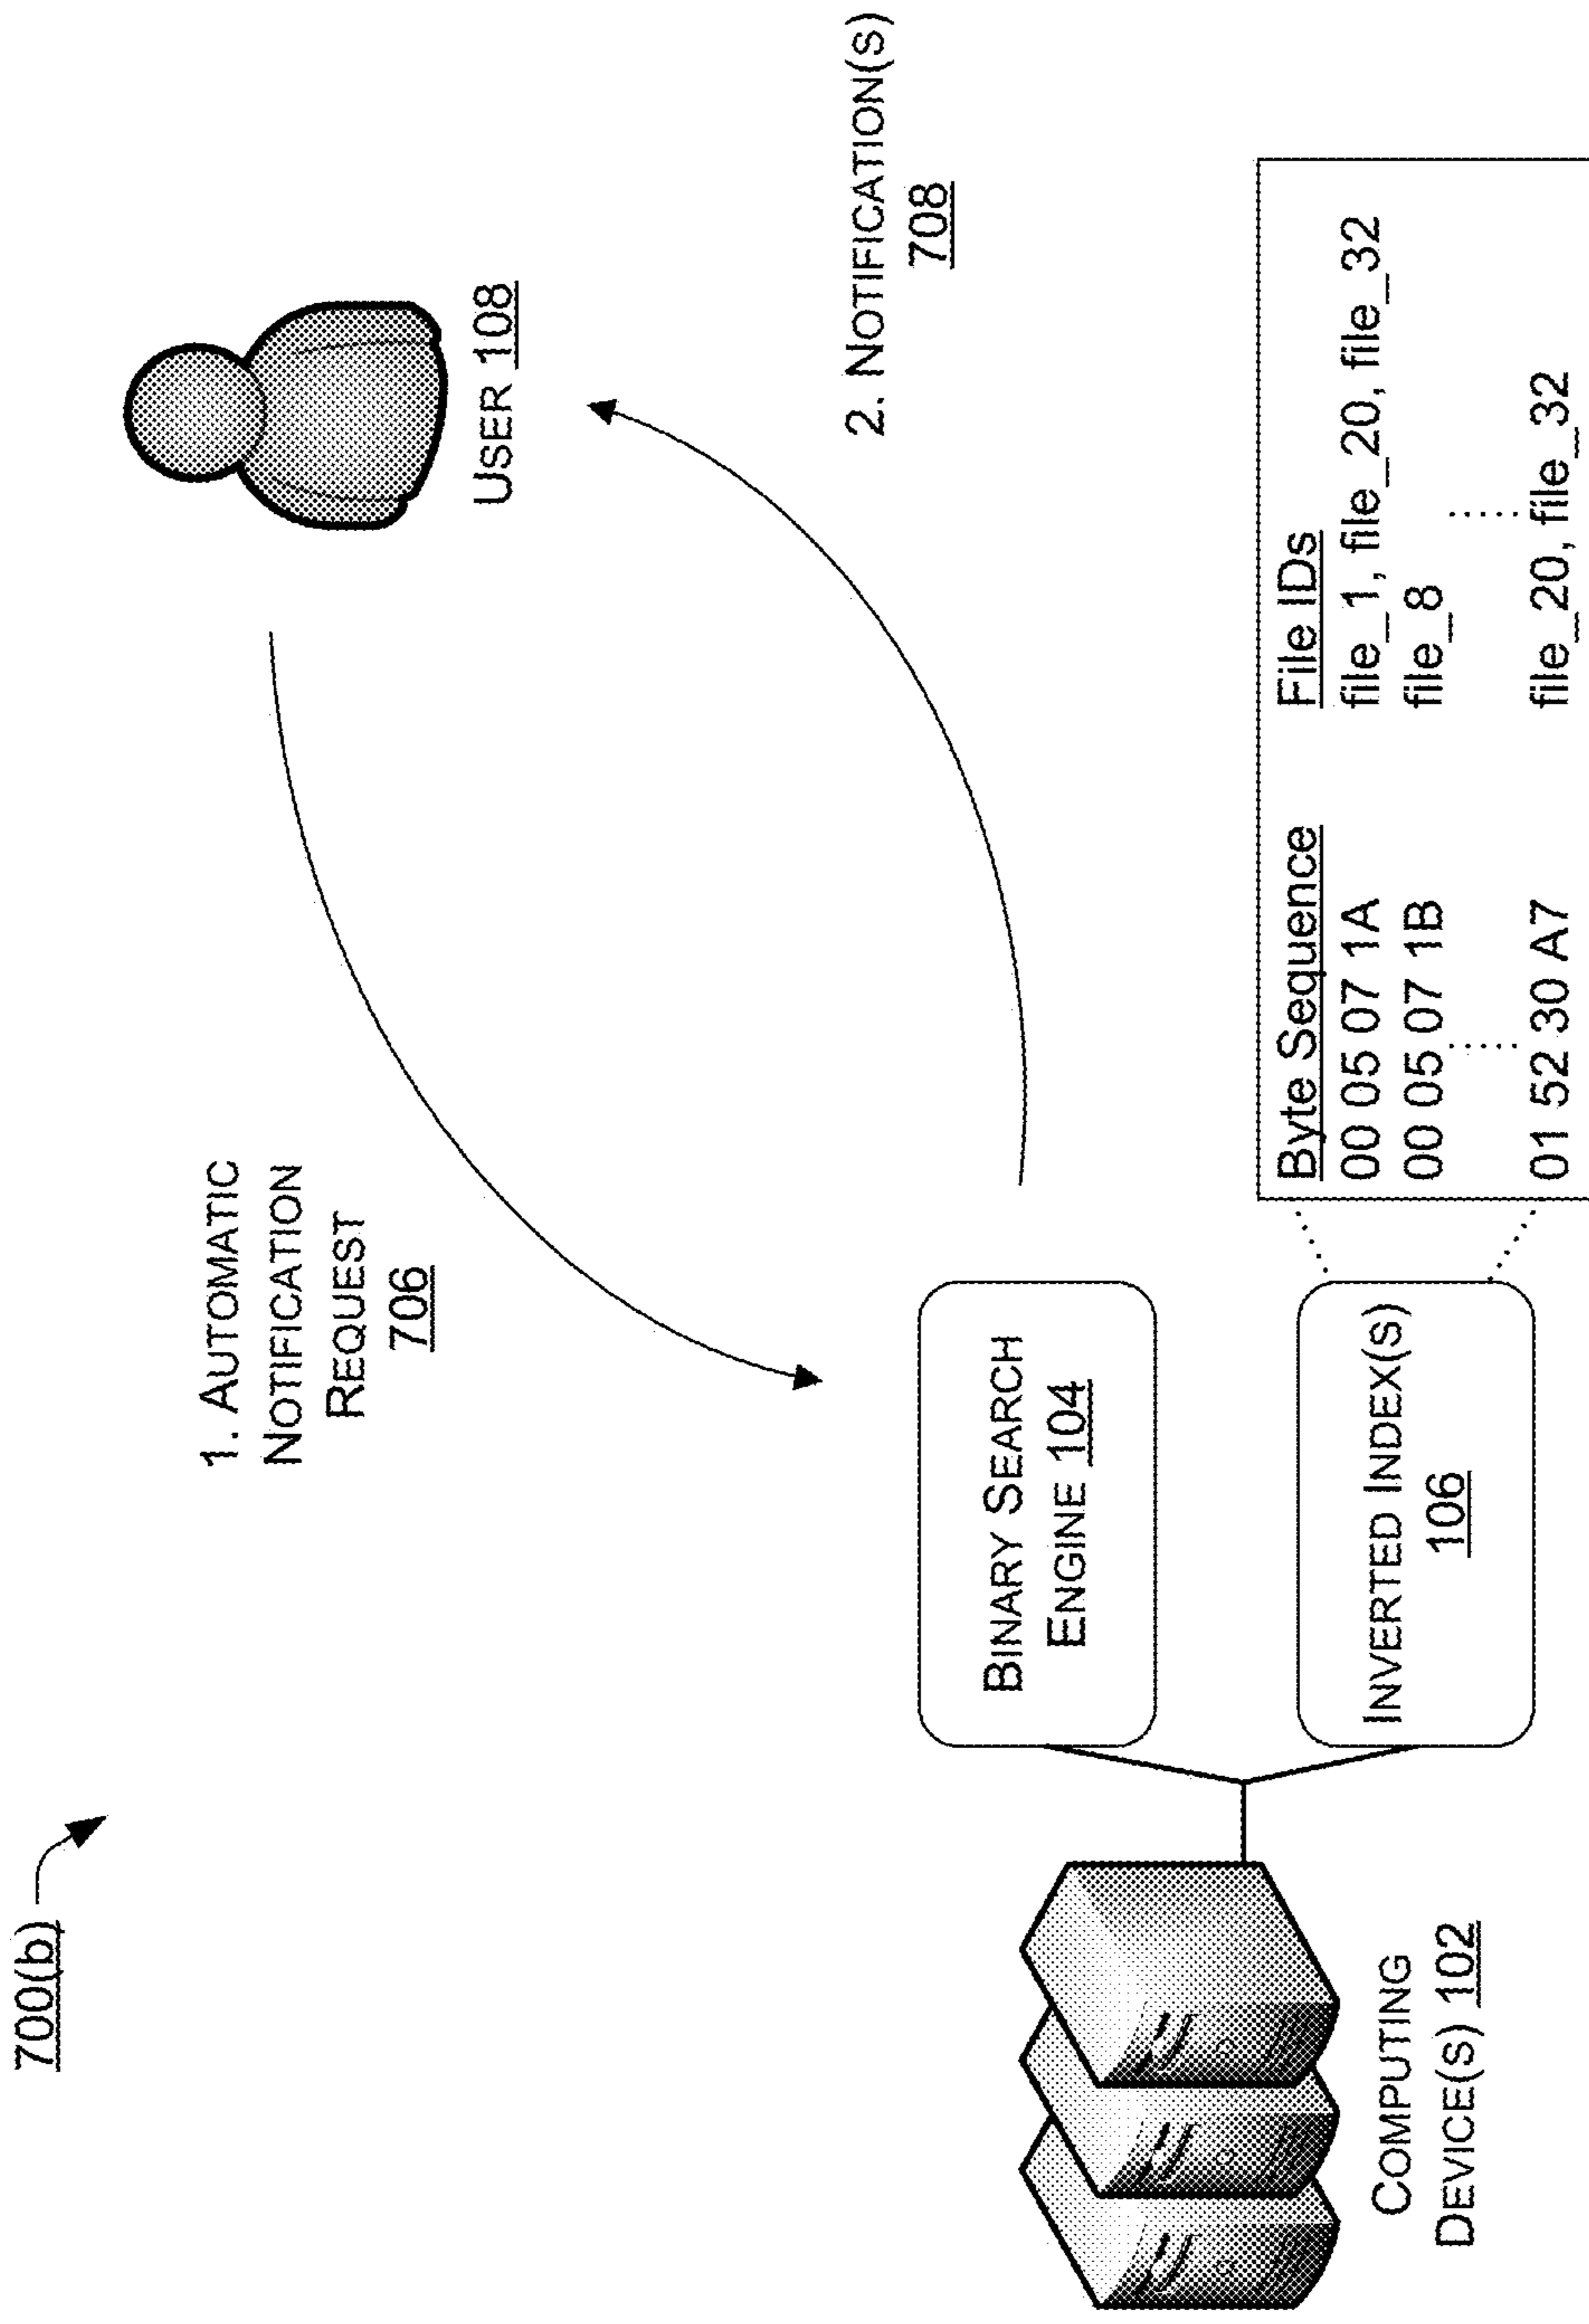 700(b)
1. AUTOMATIC
NOTIFICATION
REQUEST
706
USER 108
2. NOTIFICATION(S)
708
BINARY SEARCH
ENGINE 104
INVERTED INDEX(S)
106
COMPUTING
DEVICE(S) 102
Byte Sequence File IDs
00 05 07 1A file_1, file_20, file_32
00 05 07 1B file_8
01 52 30 A7 file_20, file_32